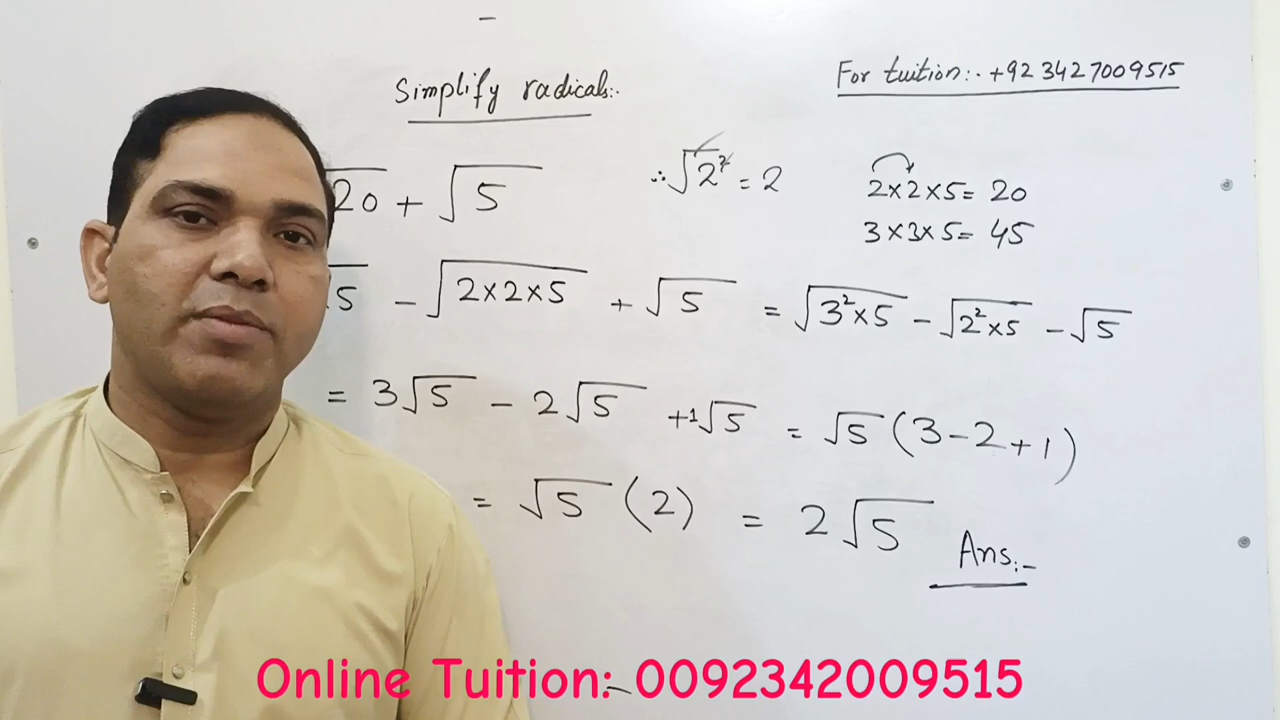 Simplify radicals:.
For tuition:. +92 3427009515
√20 + √5
∴ √2² = 2
2×2×5= 20
3×3×5= 45
5 - √2×2×5 + √5 = √3²×5 - √2²×5 - √5
= 3√5 - 2√5 +1√5 = √5 (3-2+1)
= √5 (2) = 2√5 Ans:-
Online Tuition: 0092342009515